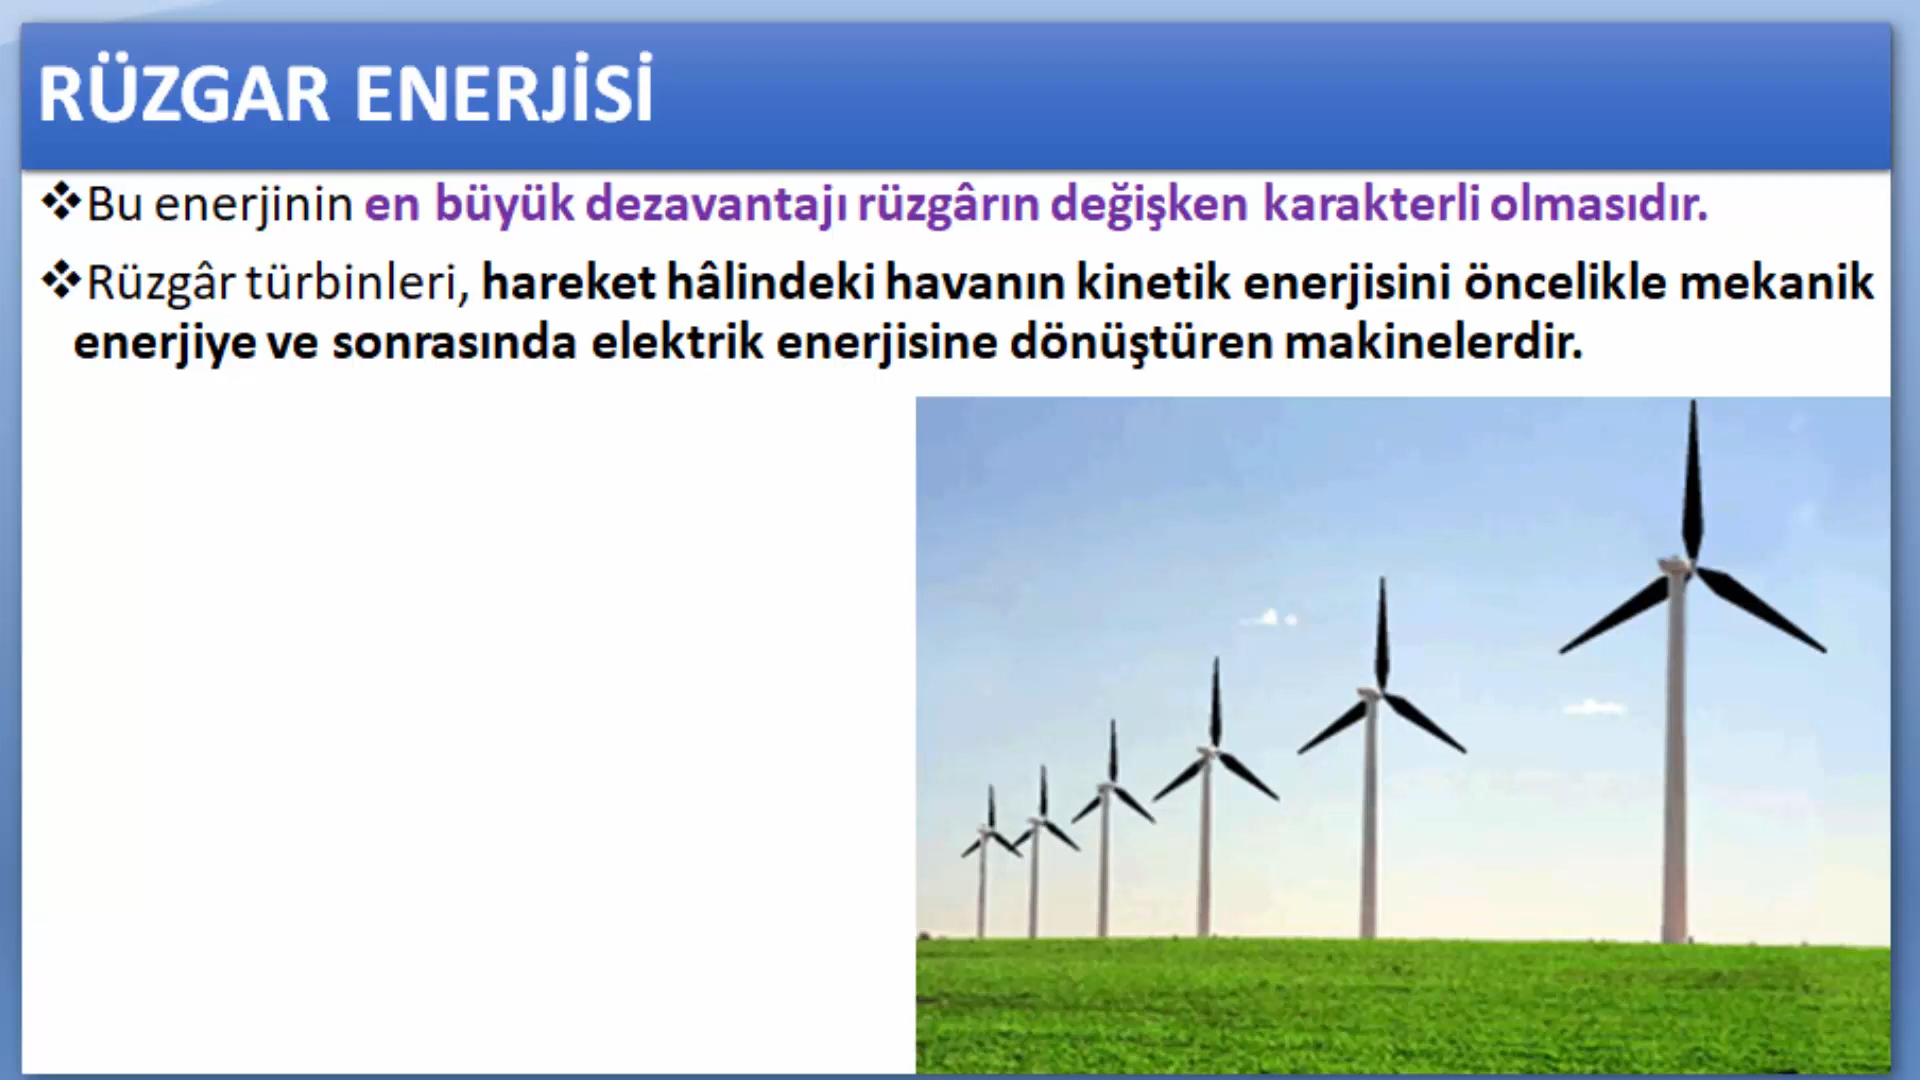 RÜZGAR ENERJİSİ
❖Bu enerjinin en büyük dezavantajı rüzgârın değişken karakterli olmasıdır.
❖Rüzgâr türbinleri, hareket hâlindeki havanın kinetik enerjisini öncelikle mekanik
enerjiye ve sonrasında elektrik enerjisine dönüştüren makinelerdir.